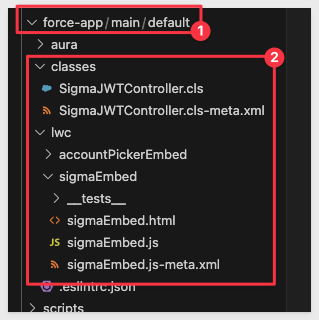 force-app/main/default
1
aura
2
classes
SigmaJWTController.cls
SigmaJWTController.cls-meta.xml
lwc
accountPickerEmbed
sigmaEmbed
__tests__
<> sigmaEmbed.html
JS sigmaEmbed.js
sigmaEmbed.js-meta.xml
.eslintrc.json
scripts